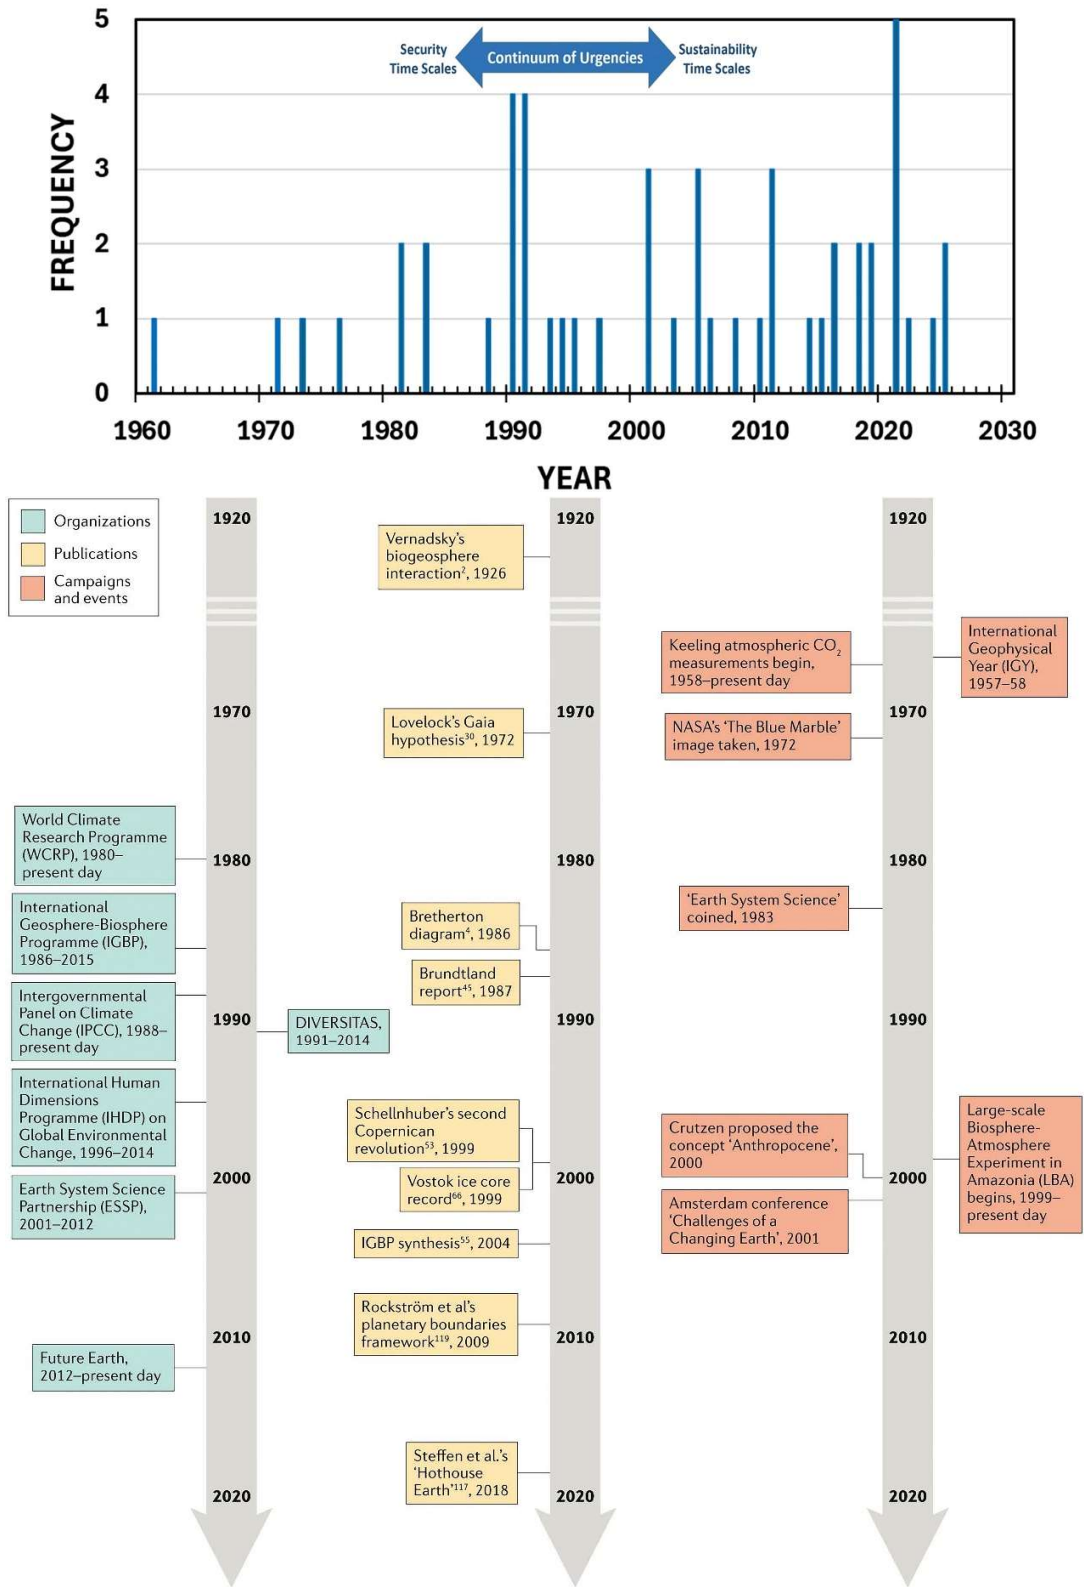 5
4
3
2
1
0
FREQUENCY
Security
Time Scales
Continuum of Urgencies
Sustainability
Time Scales
1960 1970 1980 1990 2000 2010 2020 2030
YEAR
Organizations
Publications
Campaigns
and events
1920
1970
1980
1990
2000
2010
2020
World Climate
Research Programme
(WCRP), 1980–
present day
International
Geosphere-Biosphere
Programme (IGBP),
1986–2015
Intergovernmental
Panel on Climate
Change (IPCC), 1988–
present day
DIVERSITAS,
1991–2014
International Human
Dimensions
Programme (IHDP) on
Global Environmental
Change, 1996–2014
Earth System Science
Partnership (ESSP),
2001–2012
Future Earth,
2012–present day
1920
1970
1980
1990
2000
2010
2020
Vernadsky's
biogeosphere
interaction², 1926
Lovelock's Gaia
hypothesis³⁰, 1972
Bretherton
diagram⁴, 1986
Brundtland
report⁴⁵, 1987
Schellnhuber's second
Copernican
revolution⁵³, 1999
Vostok ice core
record⁶⁶, 1999
IGBP synthesis⁵⁵, 2004
Rockström et al's
planetary boundaries
framework¹¹⁹, 2009
Steffen et al.'s
'Hothouse
Earth'¹¹⁷, 2018
1920
1970
1980
1990
2000
2010
2020
Keeling atmospheric CO₂
measurements begin,
1958–present day
International
Geophysical
Year (IGY),
1957–58
NASA's 'The Blue Marble'
image taken, 1972
'Earth System Science'
coined, 1983
Crutzen proposed the
concept 'Anthropocene',
2000
Amsterdam conference
'Challenges of a
Changing Earth', 2001
Large-scale
Biosphere-
Atmosphere
Experiment in
Amazonia (LBA)
begins, 1999–
present day